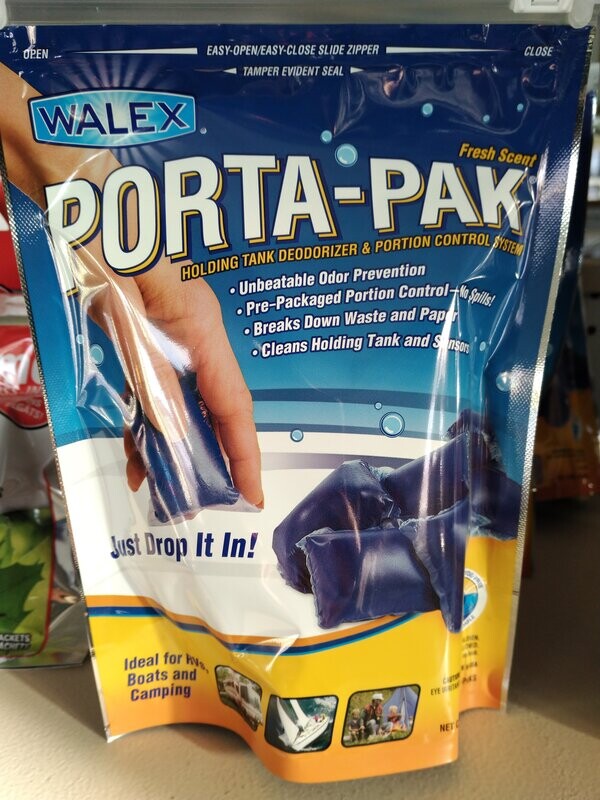 OPEN
EASY-OPEN/EASY-CLOSE SLIDE ZIPPER
CLOSE
TAMPER EVIDENT SEAL
WALEX
Fresh Scent
PORTA-PAK
HOLDING TANK DEODORIZER & PORTION CONTROL SYSTEM
• Unbeatable Odor Prevention
• Pre-Packaged Portion Control—No Spills!
• Breaks Down Waste and Paper
• Cleans Holding Tank and Sensors
Just Drop It In!
Ideal for RVs,
Boats and
Camping
NET